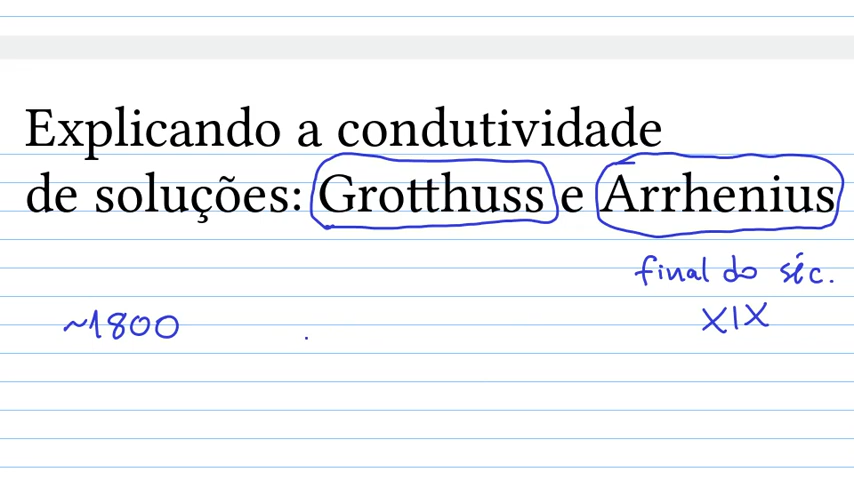 Explicando a condutividade
de soluções: Grotthuss e Arrhenius
final do séc.
XIX
~1800